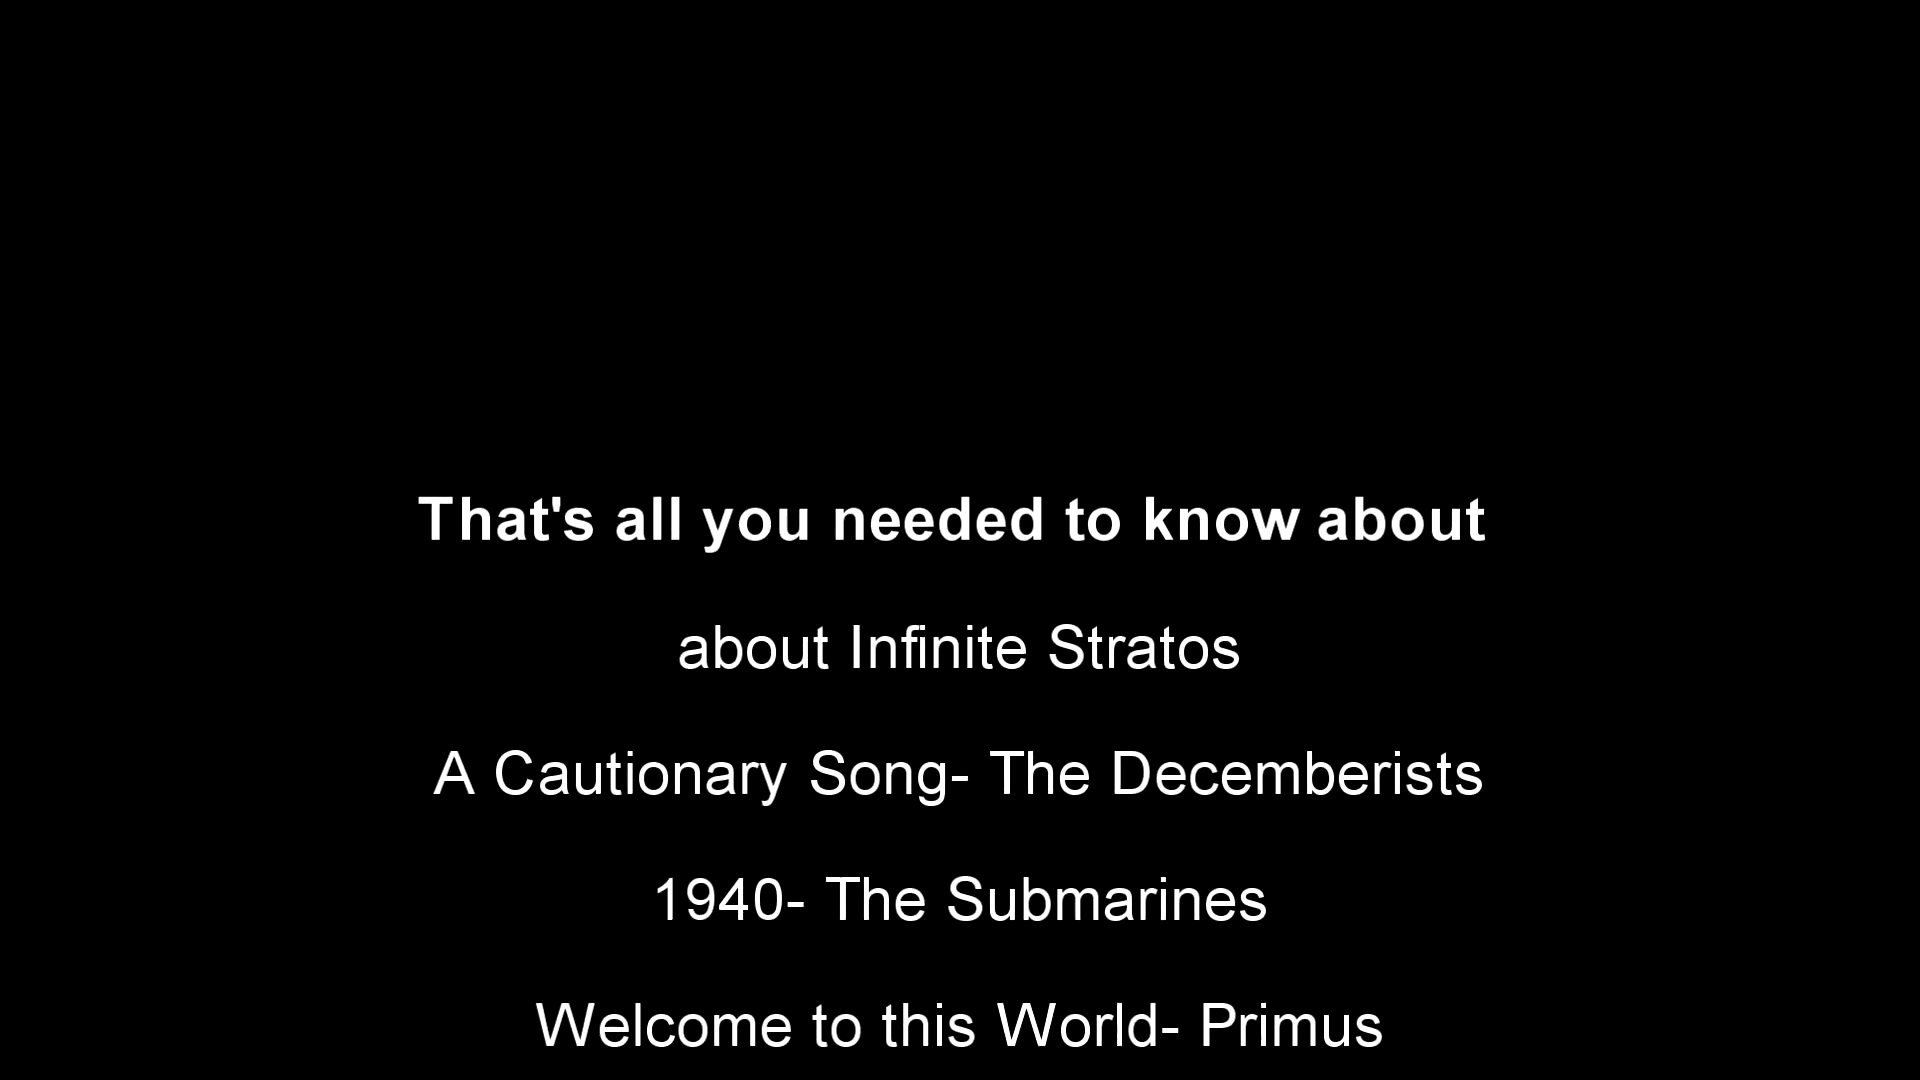 That's all you needed to know about
about Infinite Stratos
A Cautionary Song- The Decemberists
1940- The Submarines
Welcome to this World- Primus